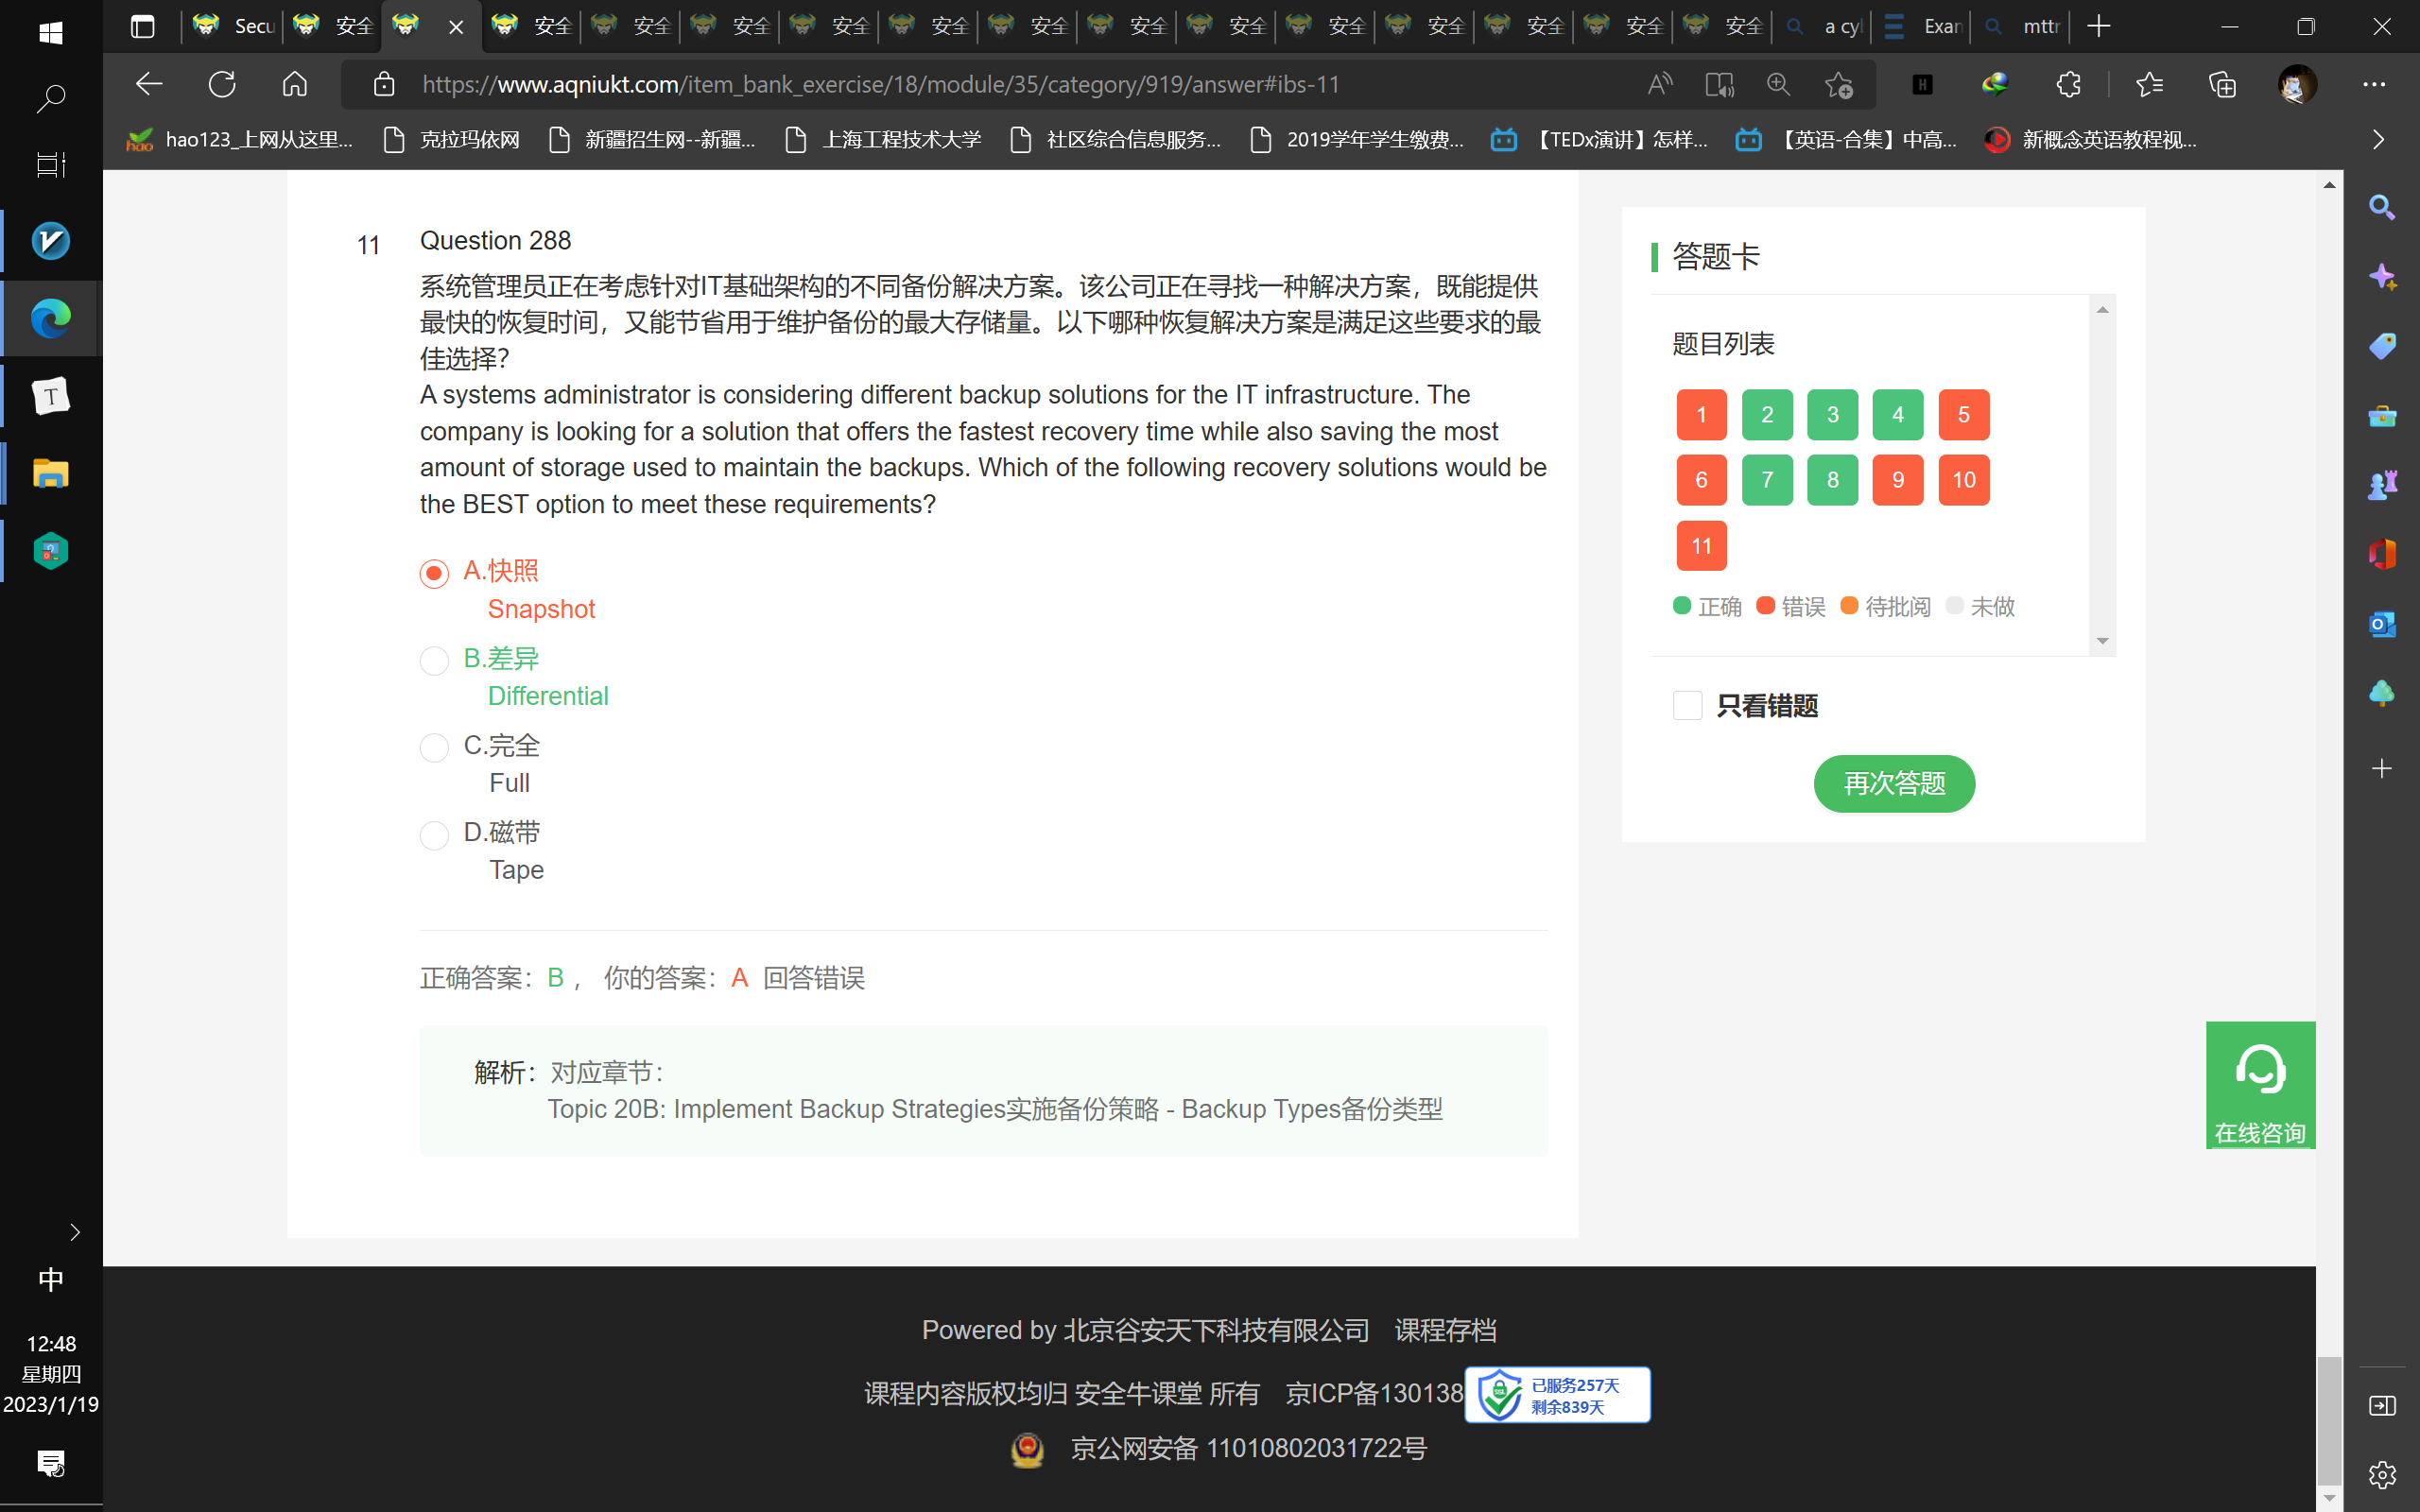 Secu
安全
安全
安全
安全
安全
安全
安全
安全
安全
安全
安全
安全
安全
a cy
Exan
mttr
https://www.aqniukt.com/item_bank_exercise/18/module/35/category/919/answer#ibs-11
hao123_上网从这里...
克拉玛依网
新疆招生网--新疆...
上海工程技术大学
社区综合信息服务...
2019学年学生缴费...
【TEDx演讲】怎样...
【英语-合集】中高...
新概念英语教程视...
11
Question 288
系统管理员正在考虑针对IT基础架构的不同备份解决方案。该公司正在寻找一种解决方案，既能提供
最快的恢复时间，又能节省用于维护备份的最大存储量。以下哪种恢复解决方案是满足这些要求的最
佳选择？
A systems administrator is considering different backup solutions for the IT infrastructure. The
company is looking for a solution that offers the fastest recovery time while also saving the most
amount of storage used to maintain the backups. Which of the following recovery solutions would be
the BEST option to meet these requirements?
A.快照
Snapshot
B.差异
Differential
C.完全
Full
D.磁带
Tape
正确答案：B ， 你的答案：A 回答错误
解析：对应章节：
Topic 20B: Implement Backup Strategies实施备份策略 - Backup Types备份类型
答题卡
题目列表
1 2 3 4 5
6 7 8 9 10
11
正确 错误 待批阅 未做
只看错题
再次答题
在线咨询
Powered by 北京谷安天下科技有限公司 课程存档
课程内容版权均归 安全牛课堂 所有 京ICP备130138
已服务257天
剩余839天
京公网安备 11010802031722号
中
12:48
星期四
2023/1/19